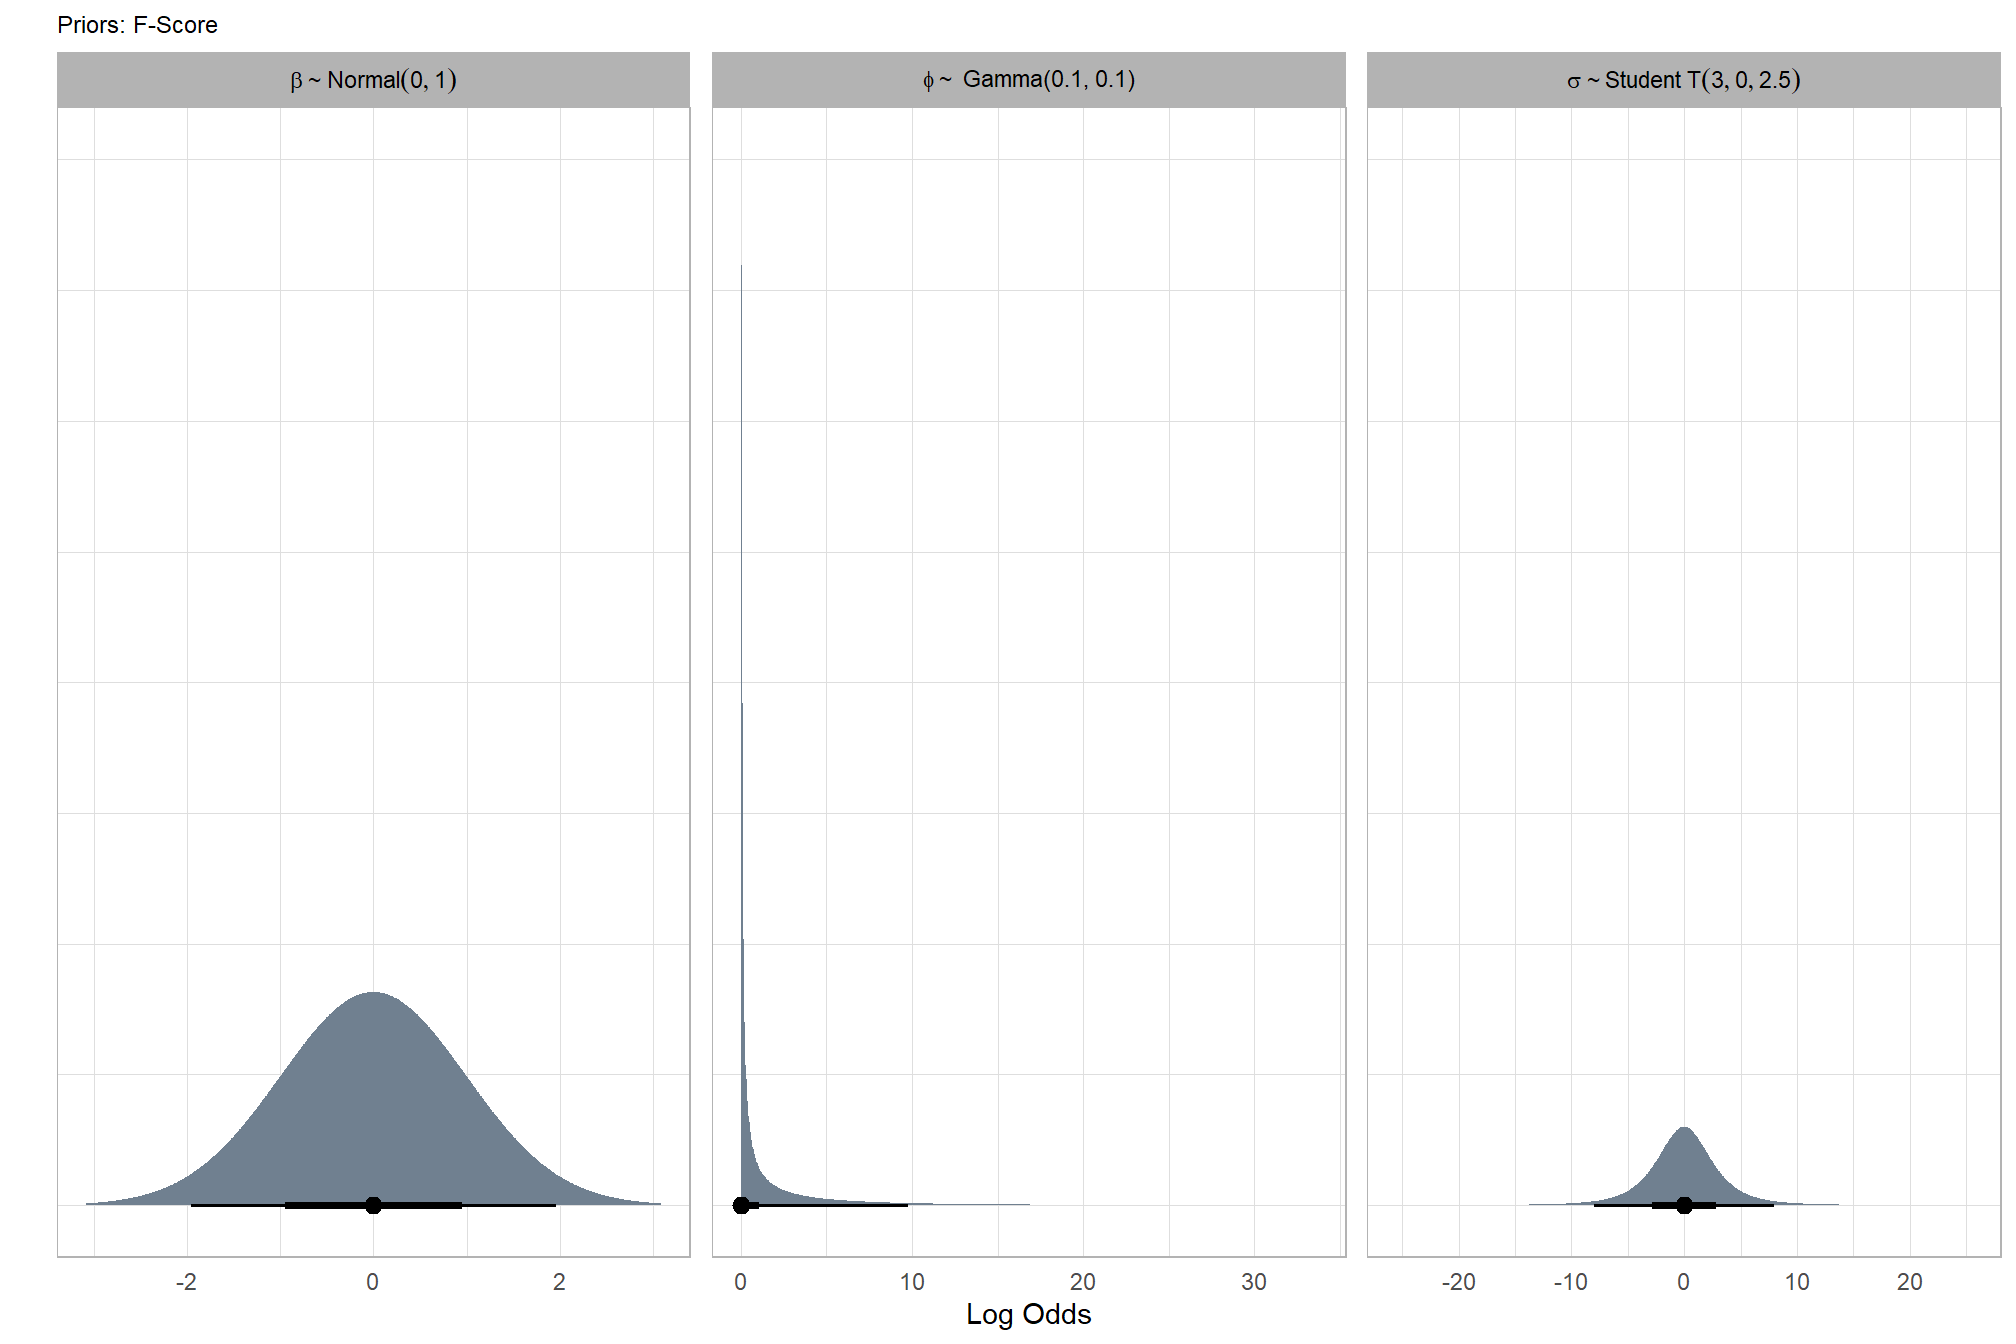 Priors: F-Score
β ~ Normal(0, 1)
ϕ ~ Gamma(0.1, 0.1)
σ ~ Student T(3, 0, 2.5)
-2 0 2
0 10 20 30
-20 -10 0 10 20
Log Odds